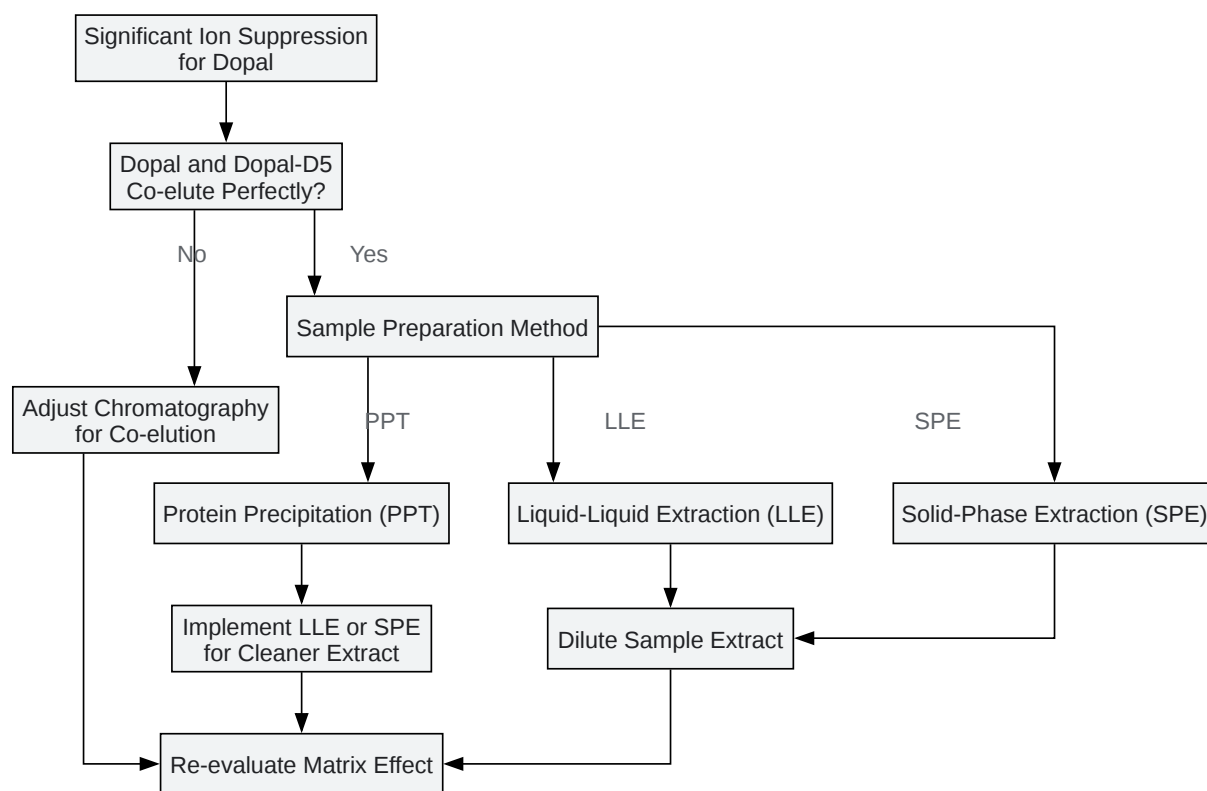 Significant Ion Suppression
for Dopal
Dopal and Dopal-D5
Co-elute Perfectly?
No
Yes
Sample Preparation Method
Adjust Chromatography
for Co-elution
PPT
LLE
SPE
Protein Precipitation (PPT)
Liquid-Liquid Extraction (LLE)
Solid-Phase Extraction (SPE)
Implement LLE or SPE
for Cleaner Extract
Dilute Sample Extract
Re-evaluate Matrix Effect